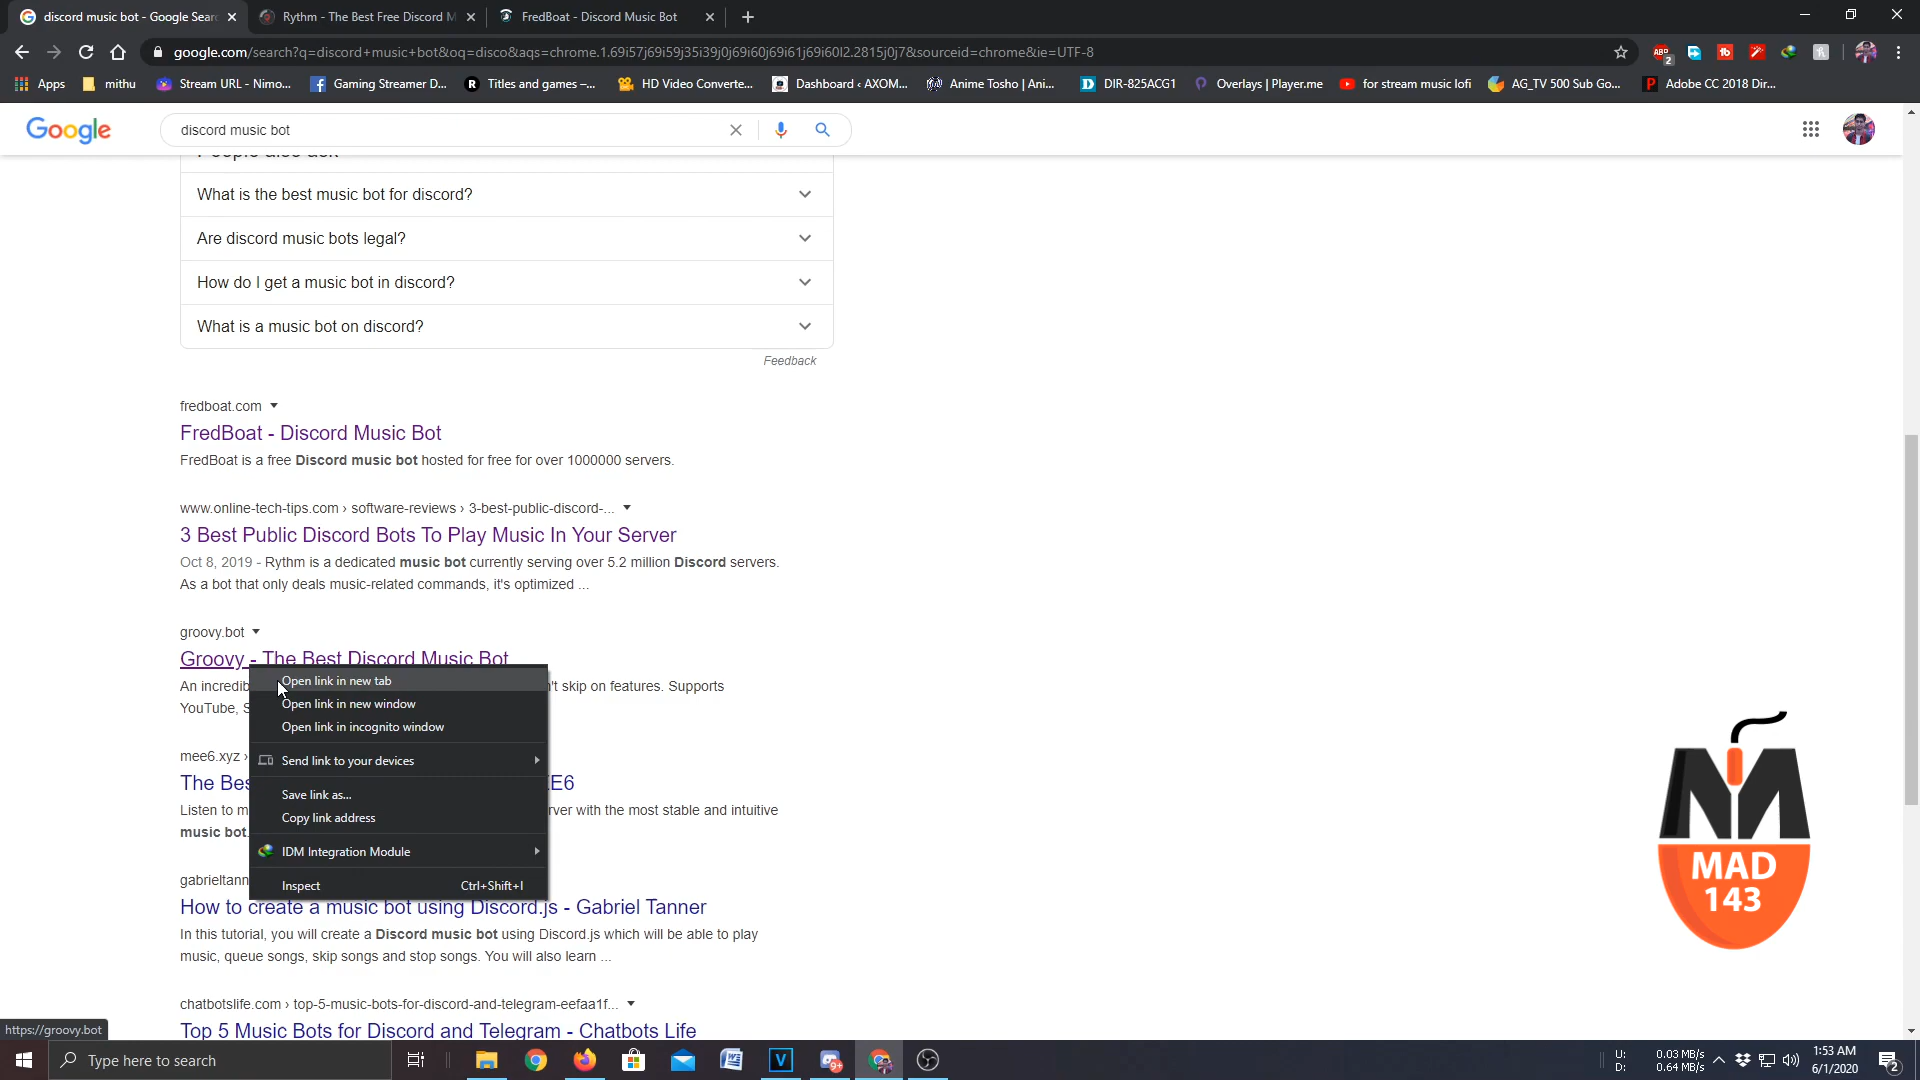 discord music bot - Google Sear
Rythm - The Best Free Discord M
FredBoat - Discord Music Bot
google.com/search?q=discord+music+bot&oq=disco&aqs=chrome.1.69i57j69i59j35i39j0j69i60j69i61j69i60l2.2815j0j7&sourceid=chrome&ie=UTF-8
ABP
2
Apps
mithu
Stream URL - Nimo...
Gaming Streamer D...
Titles and games –...
HD Video Converte...
Dashboard ‹ AXOM...
Anime Tosho | Ani...
DIR-825ACG1
Overlays | Player.me
for stream music lofi
AG_TV 500 Sub Go...
Adobe CC 2018 Dir...
Google
discord music bot
People also ask
What is the best music bot for discord?
Are discord music bots legal?
How do I get a music bot in discord?
What is a music bot on discord?
Feedback
fredboat.com
FredBoat - Discord Music Bot
FredBoat is a free Discord music bot hosted for free for over 1000000 servers.
www.online-tech-tips.com › software-reviews › 3-best-public-discord-...
3 Best Public Discord Bots To Play Music In Your Server
Oct 8, 2019 - Rythm is a dedicated music bot currently serving over 5.2 million Discord servers.
As a bot that only deals music-related commands, it's optimized ...
groovy.bot
Groovy - The Best Discord Music Bot
An incredib
't skip on features. Supports
YouTube, S
Open link in new tab
Open link in new window
Open link in incognito window
Send link to your devices
Save link as...
Copy link address
IDM Integration Module
Inspect Ctrl+Shift+I
mee6.xyz ›
The Bes
E6
Listen to m
rver with the most stable and intuitive
music bot.
gabrieltann
How to create a music bot using Discord.js - Gabriel Tanner
In this tutorial, you will create a Discord music bot using Discord.js which will be able to play
music, queue songs, skip songs and stop songs. You will also learn ...
chatbotslife.com › top-5-music-bots-for-discord-and-telegram-eefaa1f...
Top 5 Music Bots for Discord and Telegram - Chatbots Life
https://groovy.bot
M
MAD
143
Type here to search
V
9+
U: 0.03 MB/s
D: 0.64 MB/s
1:53 AM
6/1/2020
2